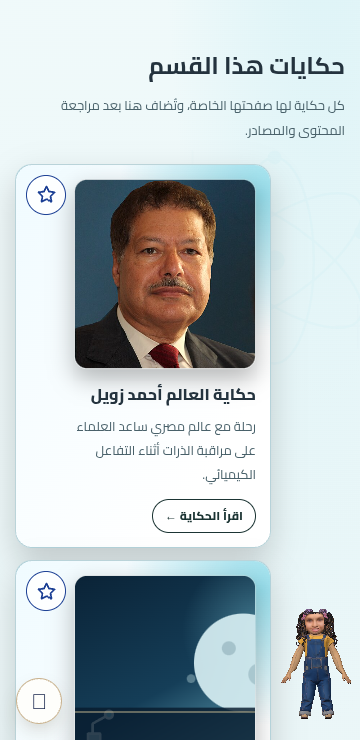 حكايات هذا القسم
كل حكاية لها صفحتها الخاصة، وتُضاف هنا بعد مراجعة
المحتوى والمصادر.
حكاية العالم أحمد زويل
رحلة مع عالم مصري ساعد العلماء
على مراقبة الذرات أثناء التفاعل
الكيميائي.
اقرأ الحكاية ←